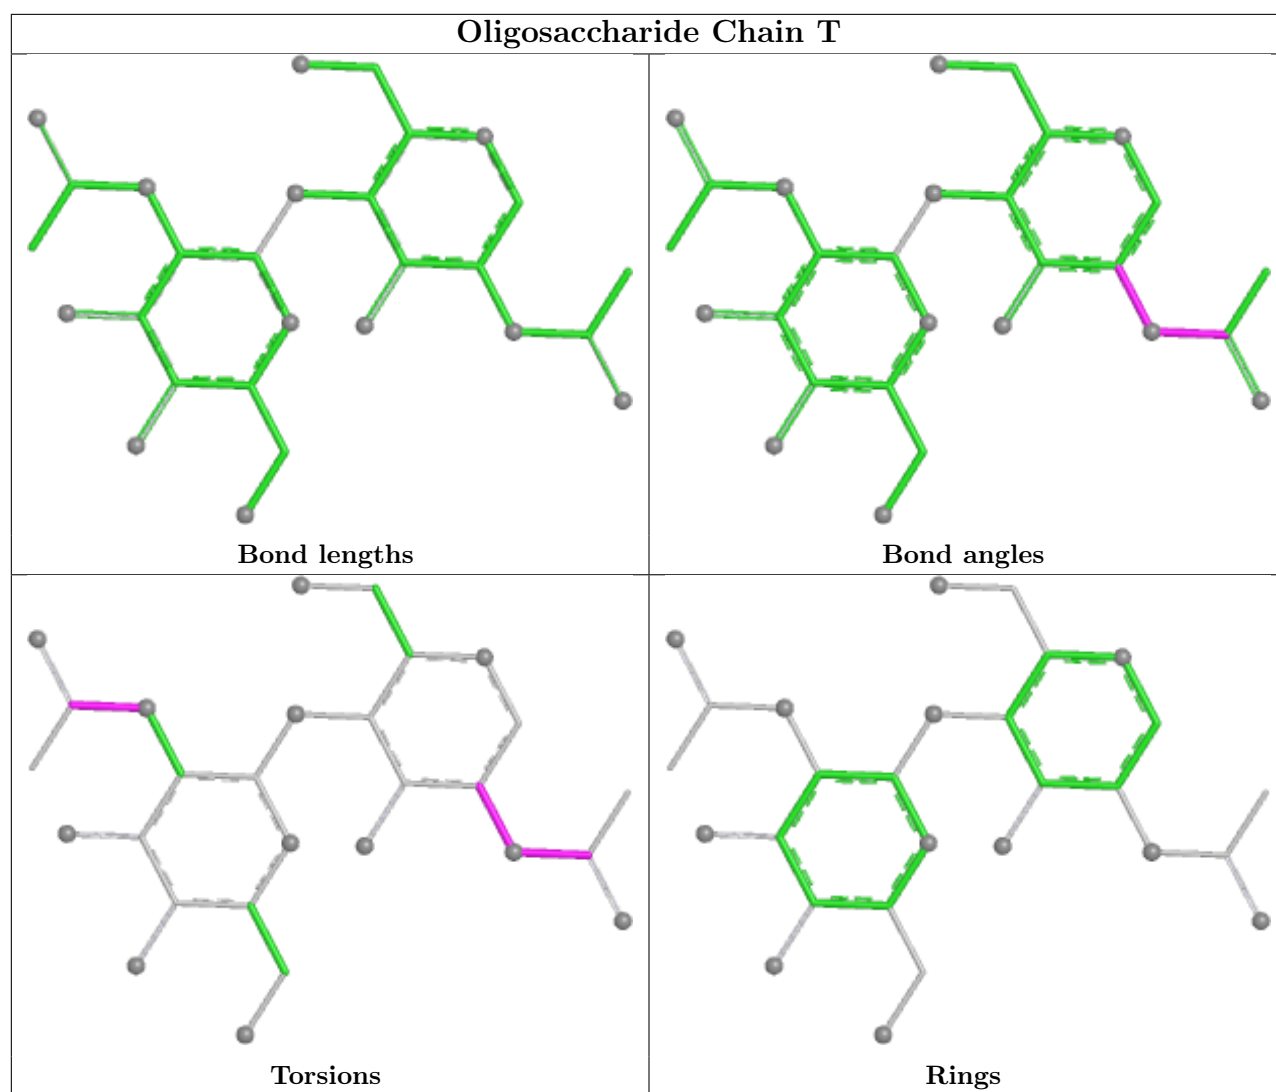 Oligosaccharide Chain T
Bond lengths
Bond angles
Torsions
Rings